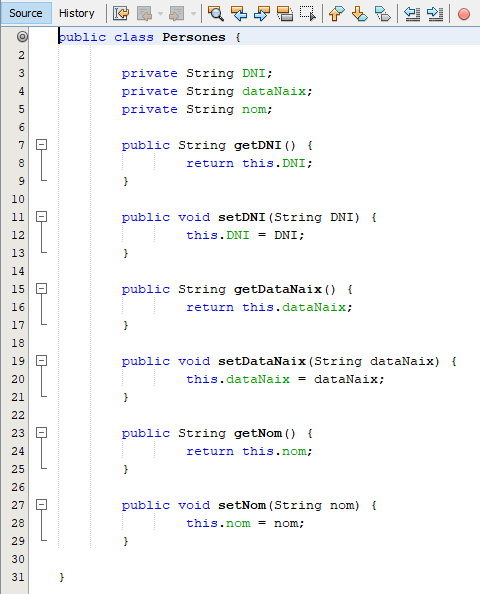 Source History
public class Persones {
2
3 private String DNI;
4 private String dataNaix;
5 private String nom;
6
7 public String getDNI() {
8 return this.DNI;
9 }
10
11 public void setDNI(String DNI) {
12 this.DNI = DNI;
13 }
14
15 public String getDataNaix() {
16 return this.dataNaix;
17 }
18
19 public void setDataNaix(String dataNaix) {
20 this.dataNaix = dataNaix;
21 }
22
23 public String getNom() {
24 return this.nom;
25 }
26
27 public void setNom(String nom) {
28 this.nom = nom;
29 }
30
31 }